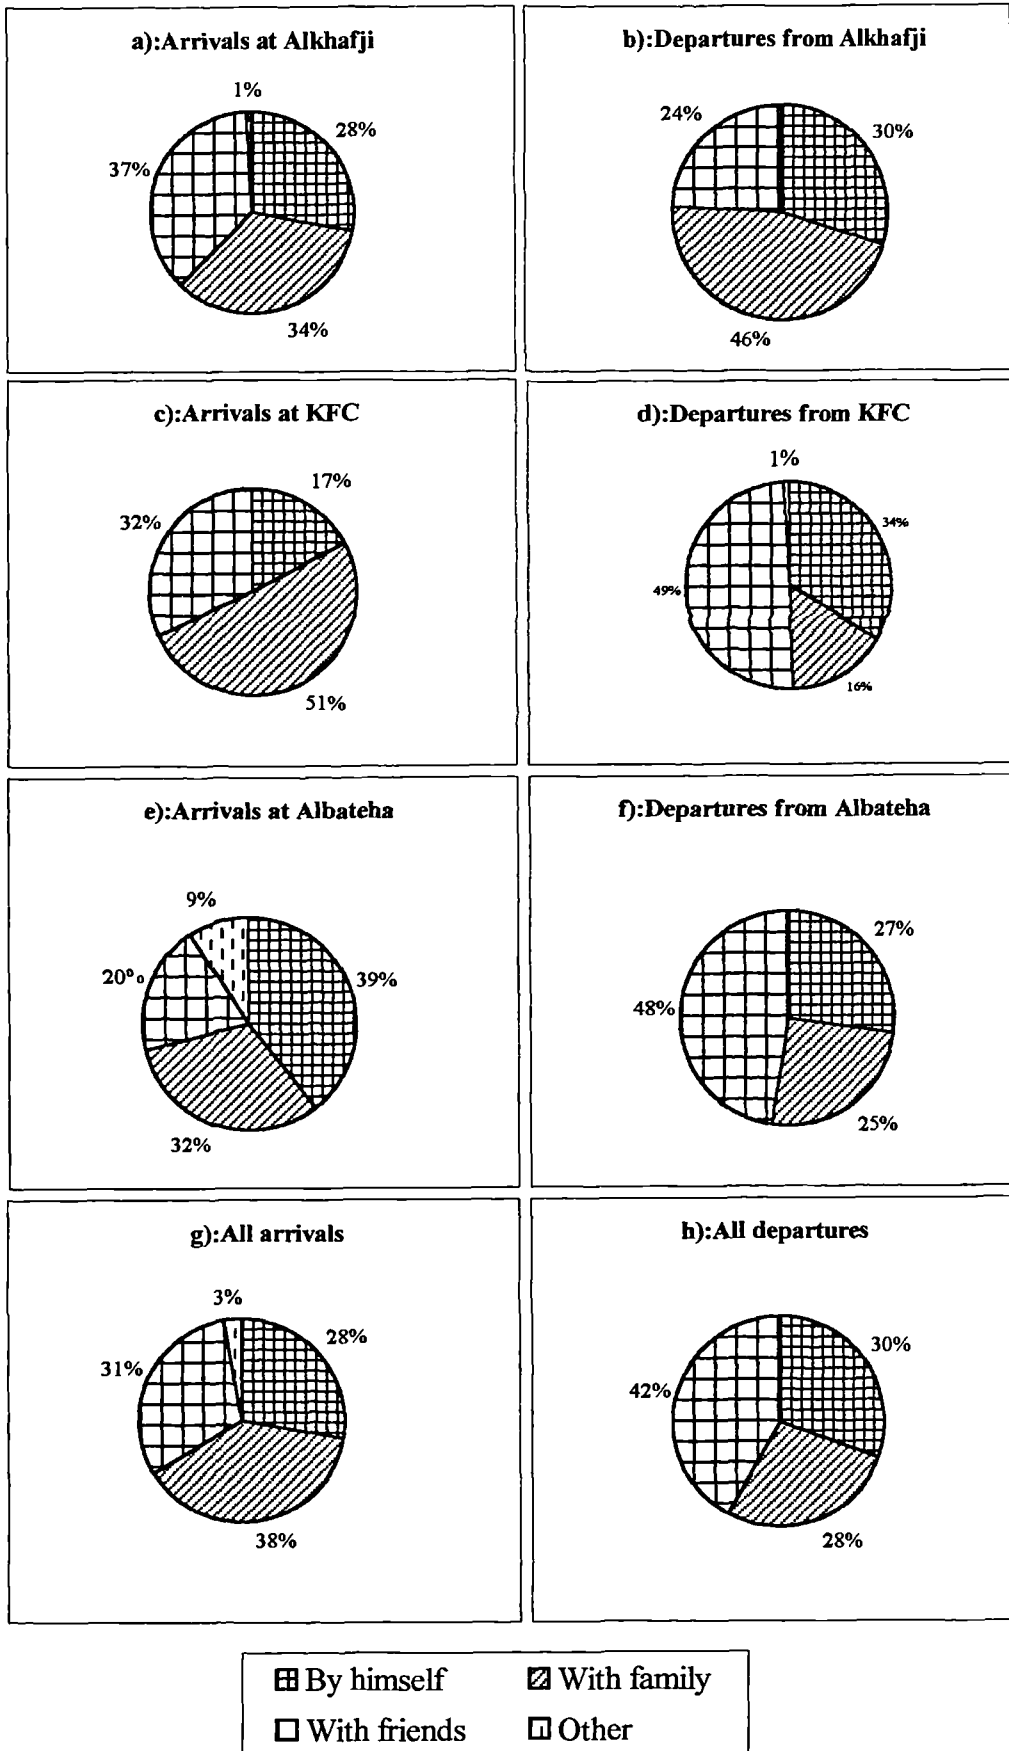 a):Arrivals at Alkhafji
1%
28%
37%
34%
b):Departures from Alkhafji
24%
30%
46%
c):Arrivals at KFC
17%
32%
51%
d):Departures from KFC
1%
34%
49%
16%
e):Arrivals at Albateha
9%
20%
39%
32%
f):Departures from Albateha
27%
48%
25%
g):All arrivals
3%
28%
31%
38%
h):All departures
30%
42%
28%
By himself With family
With friends Other